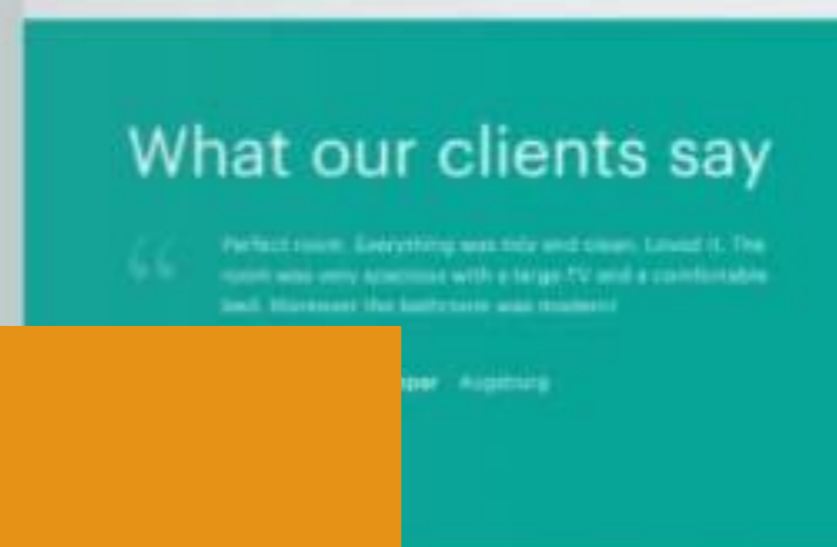 What our clients say
“ Perfect room. Everything was tidy and clean. Loved it. The
room was very spacious with a large TV and a comfortable
bed. Moreover the bathroom was modern!
Augsburg